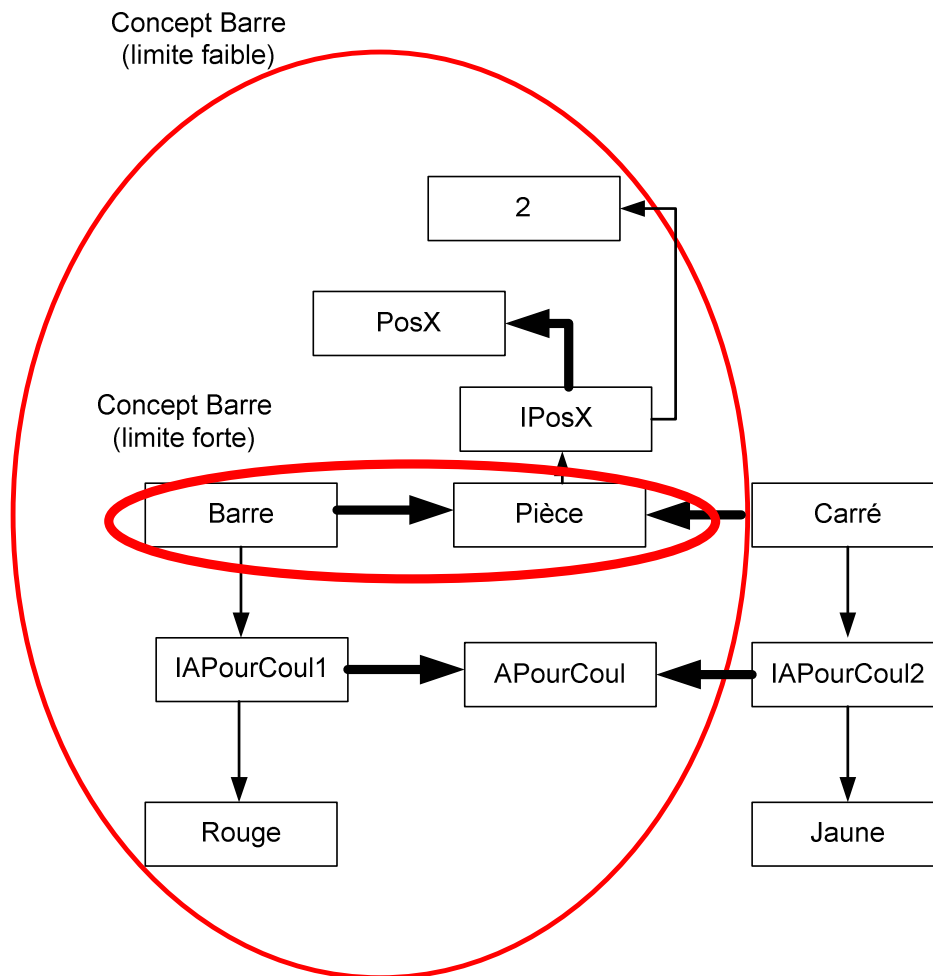 Concept Barre
(limite faible)
2
PosX
Concept Barre
(limite forte)
IPosX
Barre
Pièce
Carré
IAPourCoul1
APourCoul
IAPourCoul2
Rouge
Jaune